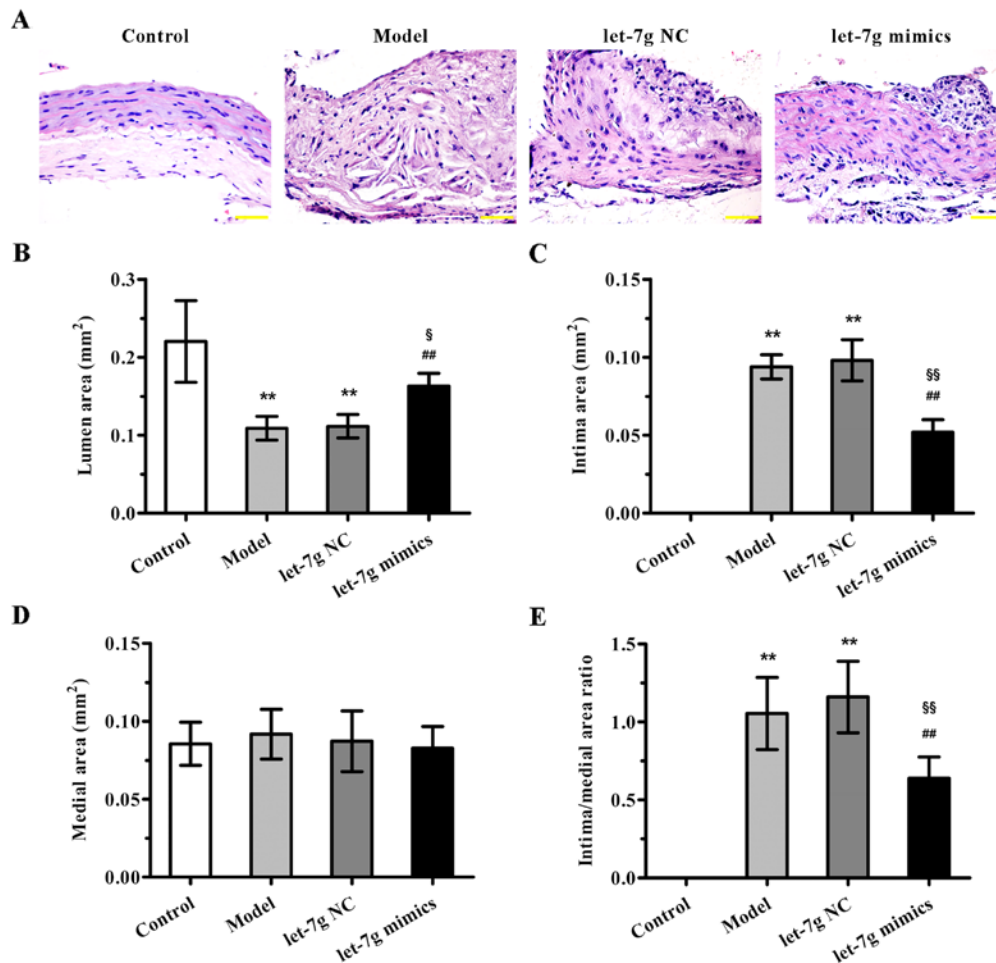 A
Control
Model
let-7g NC
let-7g mimics
B
Lumen area (mm²)
0.3
0.2
0.1
0.0
**
**
§
##
Control
Model
let-7g NC
let-7g mimics
C
Intima area (mm²)
0.15
0.10
0.05
0.00
**
**
§§
##
Control
Model
let-7g NC
let-7g mimics
D
Medial area (mm²)
0.15
0.10
0.05
0.00
Control
Model
let-7g NC
let-7g mimics
E
Intima/medial area ratio
1.5
1.0
0.5
0.0
**
**
§§
##
Control
Model
let-7g NC
let-7g mimics